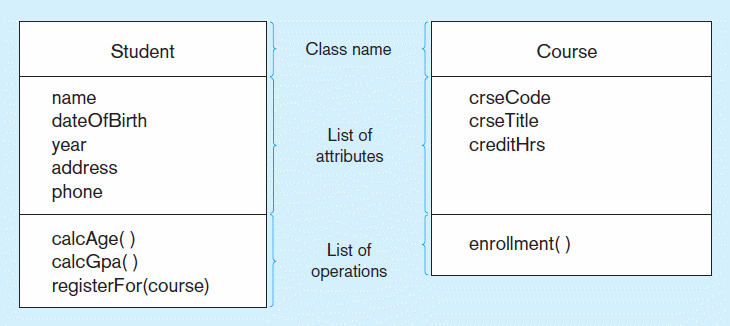 Student
Class name
Course
name
dateOfBirth
year
address
phone
List of
attributes
crseCode
crseTitle
creditHrs
calcAge( )
calcGpa( )
registerFor(course)
List of
operations
enrollment( )